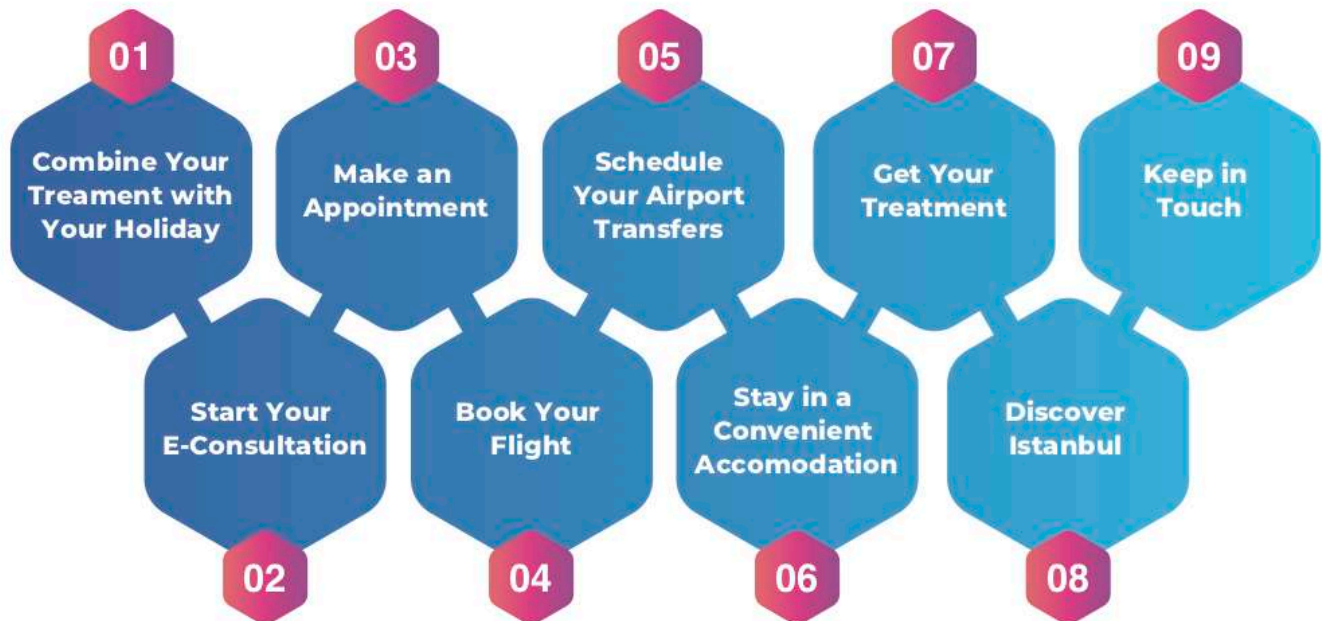 01
Combine Your
Treament with
Your Holiday
02
Start Your
E-Consultation
03
Make an
Appointment
04
Book Your
Flight
05
Schedule
Your Airport
Transfers
06
Stay in a
Convenient
Accomodation
07
Get Your
Treatment
08
Discover
Istanbul
09
Keep in
Touch